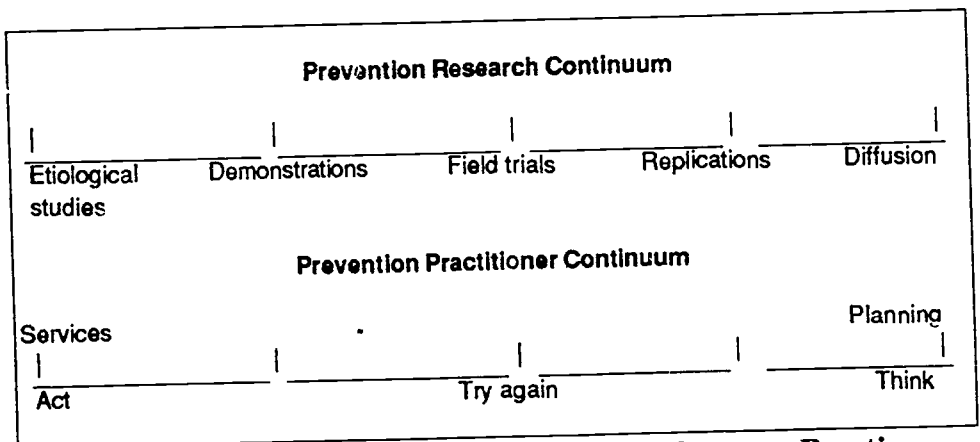 Prevention Research Continuum
Etiological studies
Demonstrations
Field trials
Replications
Diffusion
Prevention Practitioner Continuum
Services
Planning
Act
Try again
Think